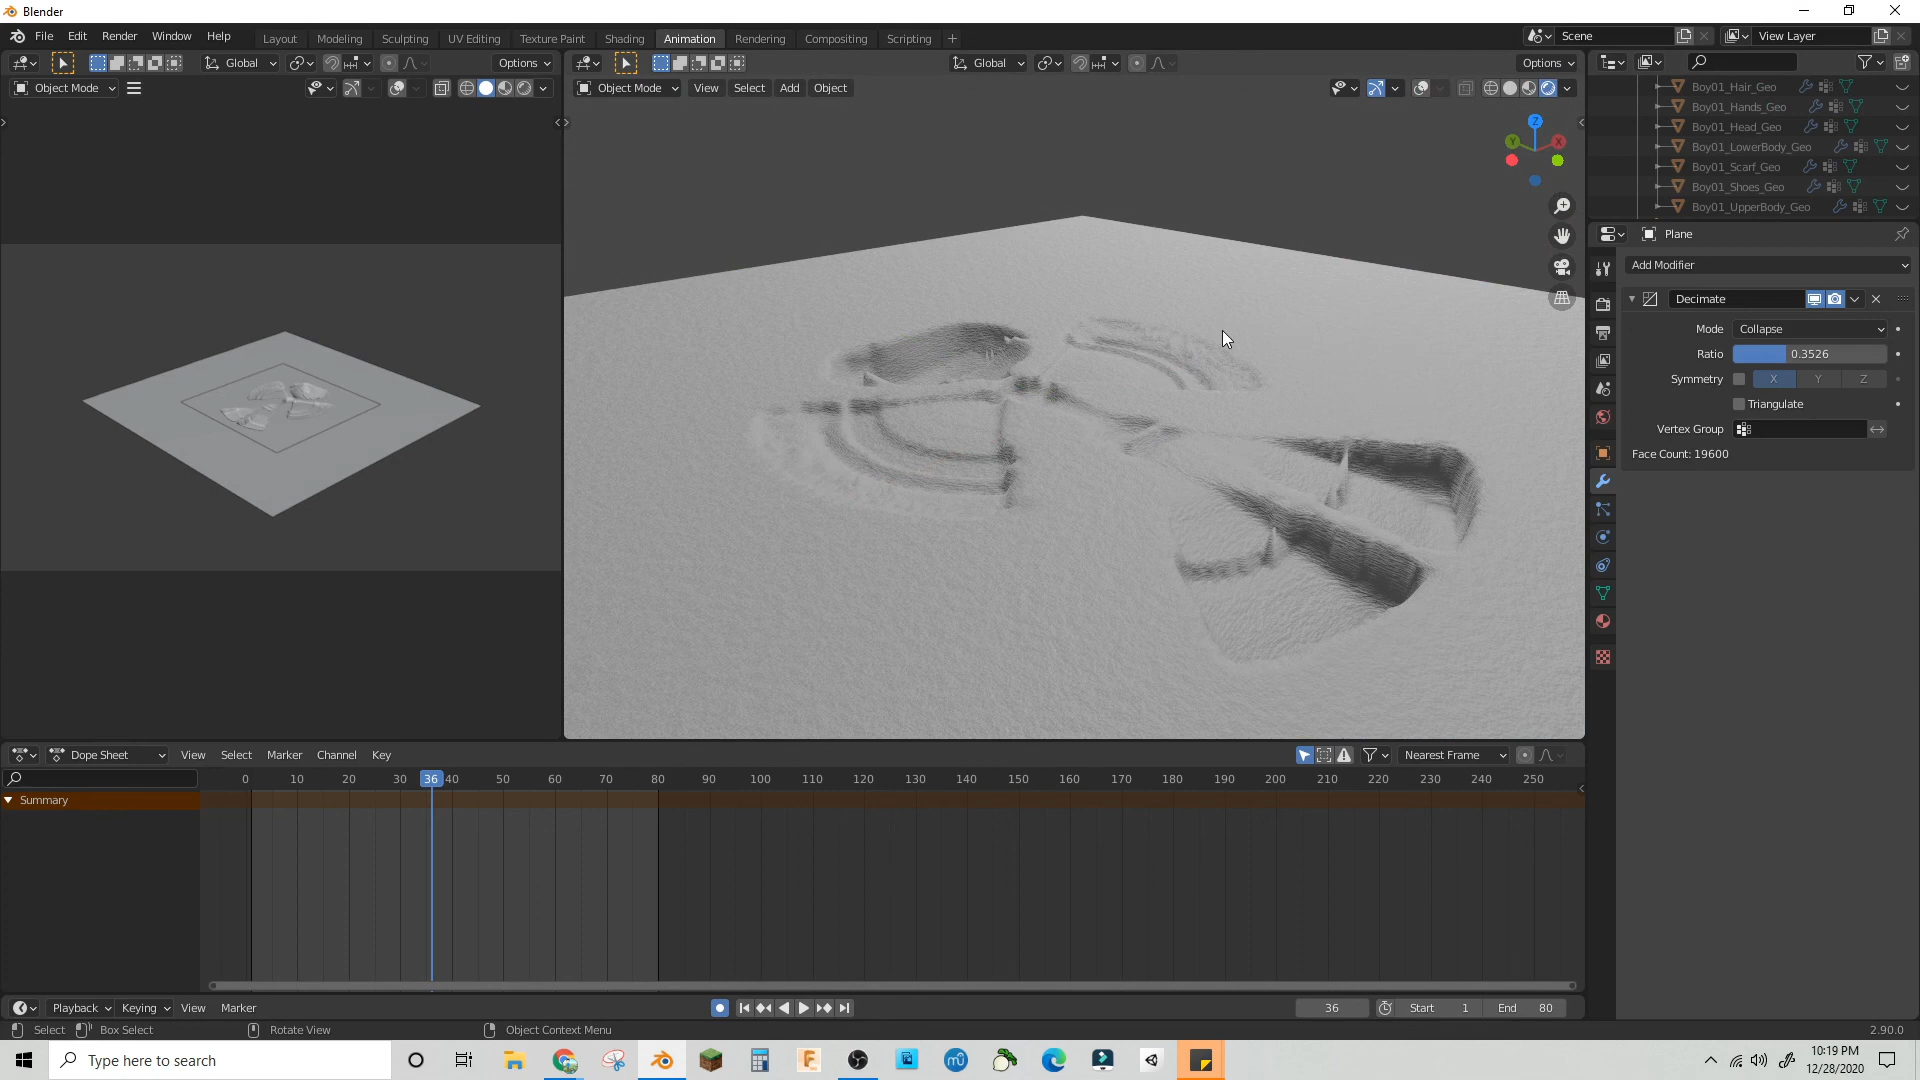 Blender
File Edit Render Window Help Layout Modeling Sculpting UV Editing Texture Paint Shading Animation Rendering Compositing Scripting Scene View Layer
Global Options Global Options
Object Mode Object Mode View Select Add Object
Boy01_Hair_Geo
Boy01_Hands_Geo
Boy01_Head_Geo
Boy01_LowerBody_Geo
Boy01_Scarf_Geo
Boy01_Shoes_Geo
Boy01_UpperBody_Geo
Z
Y X
Plane
Add Modifier
Decimate
Mode Collapse
Ratio 0.3526
Symmetry X Y Z
Triangulate
Vertex Group
Face Count: 19600
Dope Sheet View Select Marker Channel Key Nearest Frame
0 10 20 30 36 40 50 60 70 80 90 100 110 120 130 140 150 160 170 180 190 200 210 220 230 240 250
Summary
Playback Keying View Marker 36 Start 1 End 80
Select Box Select Rotate View Object Context Menu 2.90.0
Type here to search
10:19 PM
12/28/2020